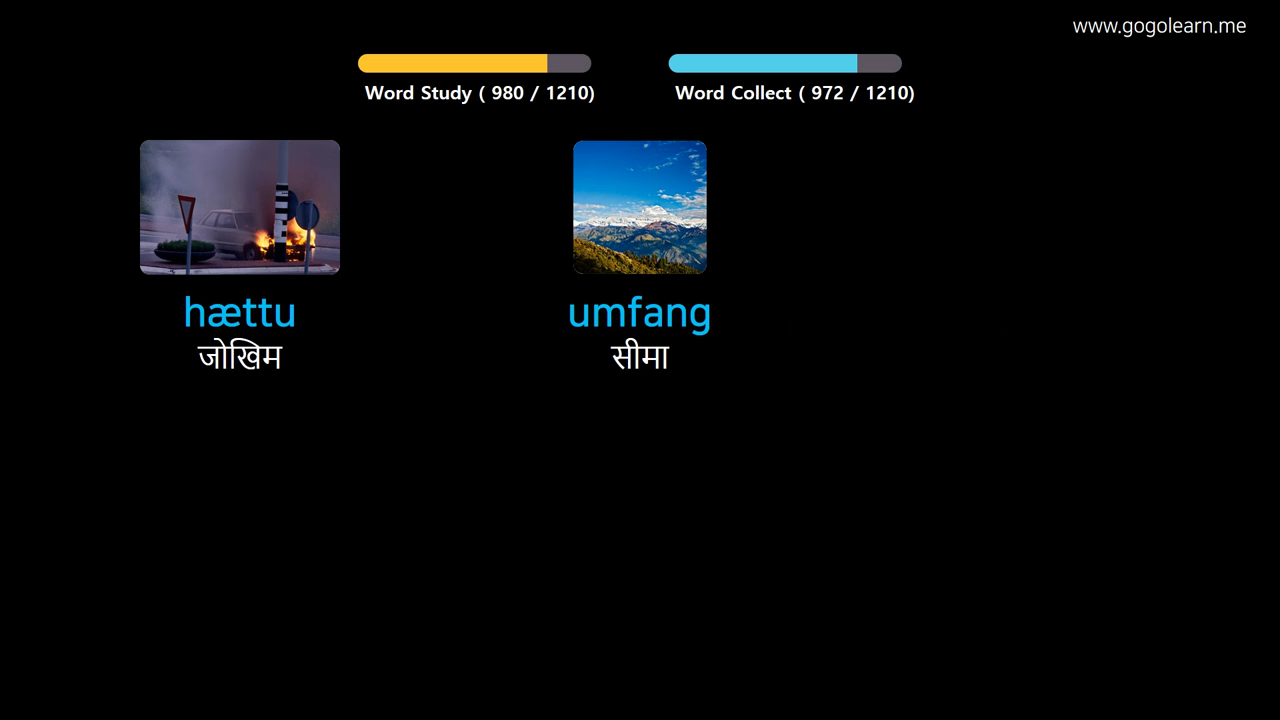 www.gogolearn.me
Word Study ( 980 / 1210)
Word Collect ( 972 / 1210)
hættu
जोखिम
umfang
सीमा